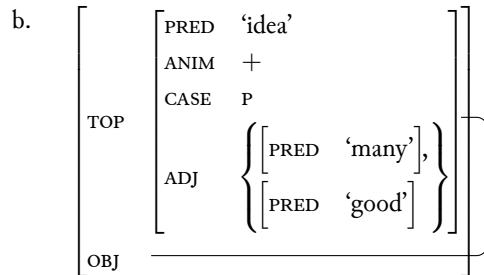 b.
PRED ‘idea’
ANIM +
CASE P
TOP
[PRED ‘many’],
ADJ
[PRED ‘good’]
OBJ